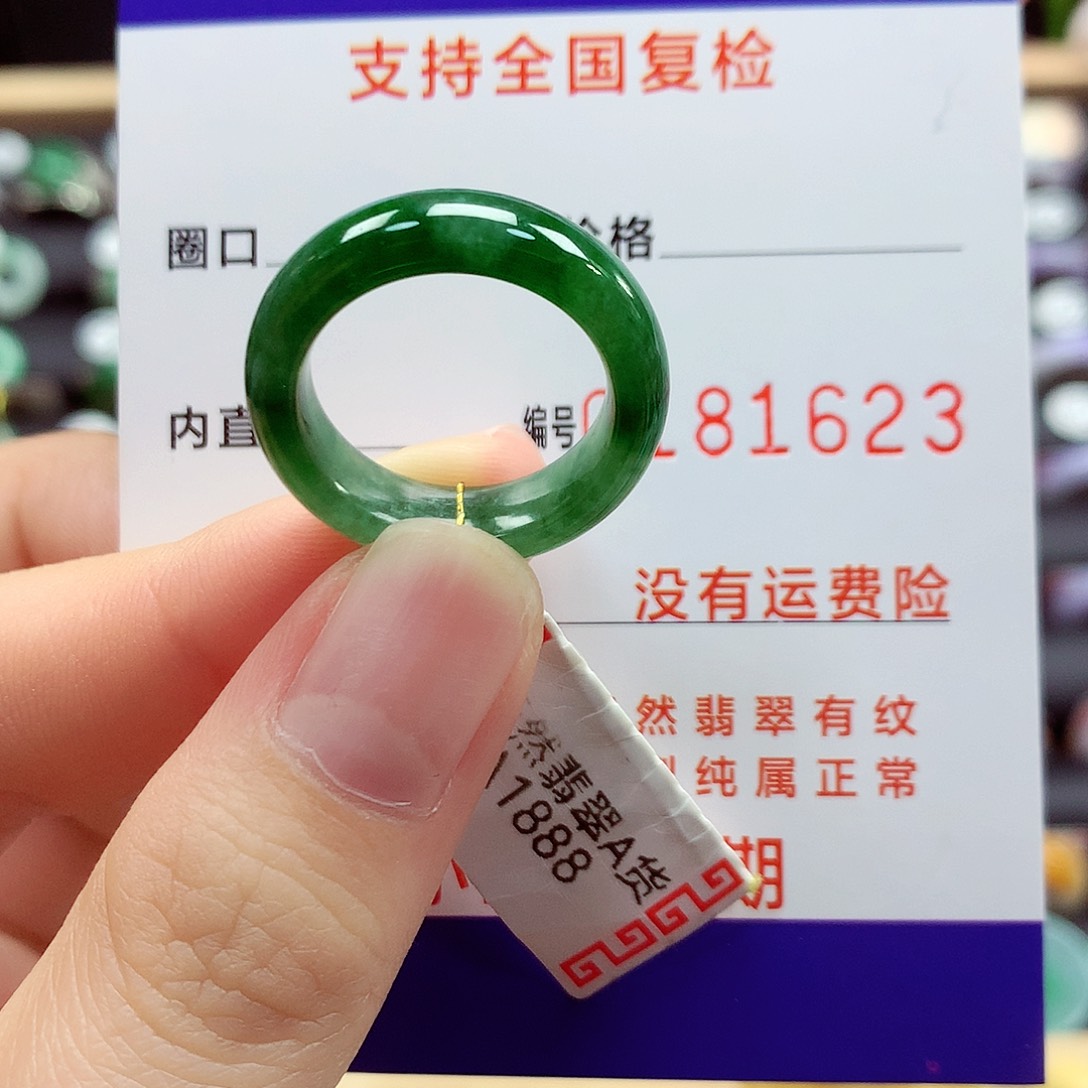 支持全国复检
圈口
格
内直
编号
81623
没有运费险
然翡翠有纹
纯属正常
期
然翡翠A货
1888